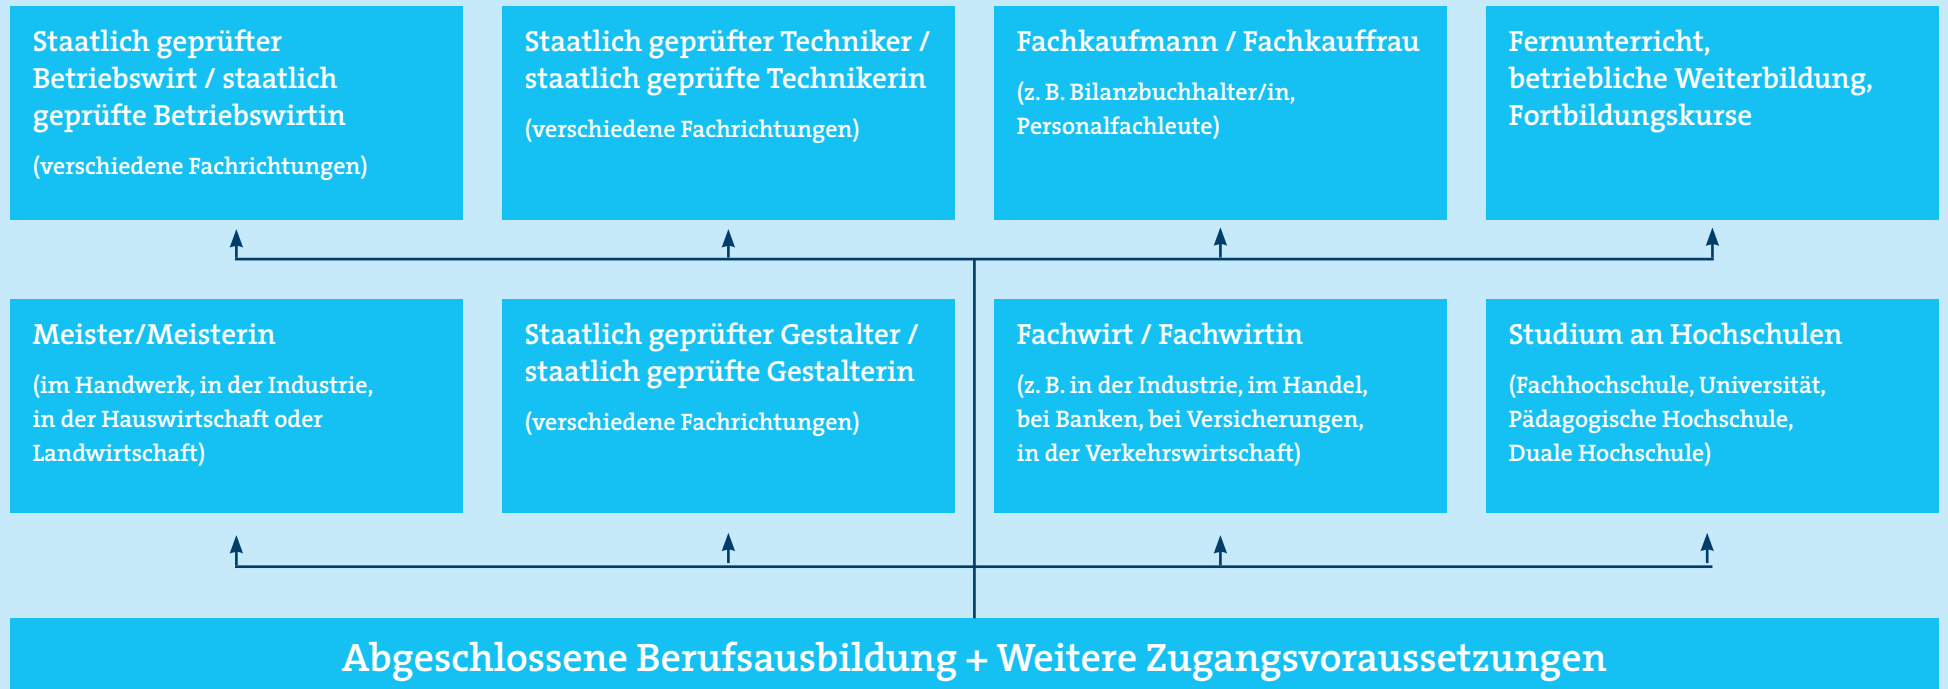 Staatlich geprüfter
Betriebswirt / staatlich
geprüfte Betriebswirtin
(verschiedene Fachrichtungen)
Staatlich geprüfter Techniker /
staatlich geprüfte Technikerin
(verschiedene Fachrichtungen)
Fachkaufmann / Fachkauffrau
(z. B. Bilanzbuchhalter/in,
Personalfachleute)
Fernunterricht,
betriebliche Weiterbildung,
Fortbildungskurse
Meister/Meisterin
(im Handwerk, in der Industrie,
in der Hauswirtschaft oder
Landwirtschaft)
Staatlich geprüfter Gestalter /
staatlich geprüfte Gestalterin
(verschiedene Fachrichtungen)
Fachwirt / Fachwirtin
(z. B. in der Industrie, im Handel,
bei Banken, bei Versicherungen,
in der Verkehrswirtschaft)
Studium an Hochschulen
(Fachhochschule, Universität,
Pädagogische Hochschule,
Duale Hochschule)
Abgeschlossene Berufsausbildung + Weitere Zugangsvoraussetzungen